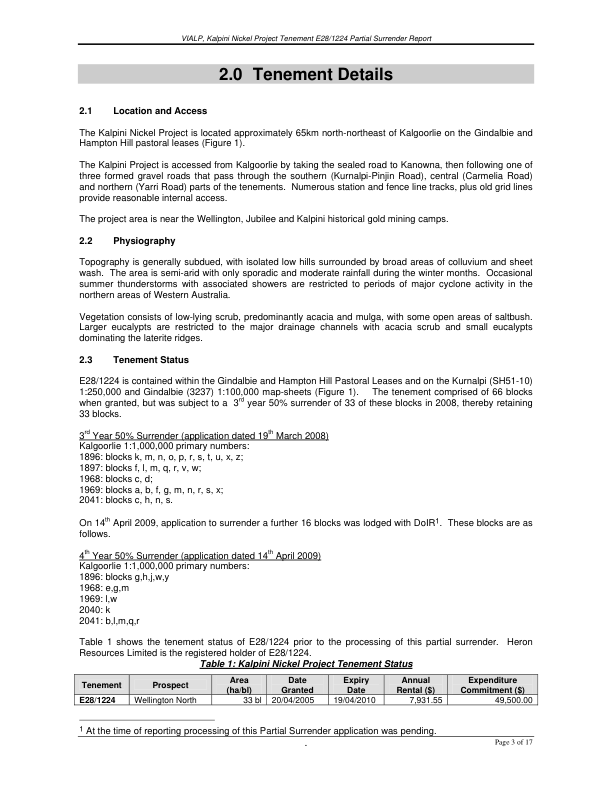 VIALP, Kalpini Nickel Project Tenement E28/1224 Partial Surrender Report
2.0 Tenement Details
2.1 Location and Access
The Kalpini Nickel Project is located approximately 65km north-northeast of Kalgoorlie on the Gindalbie and
Hampton Hill pastoral leases (Figure 1).
The Kalpini Project is accessed from Kalgoorlie by taking the sealed road to Kanowna, then following one of
three formed gravel roads that pass through the southern (Kurnalpi-Pinjin Road), central (Carmelia Road)
and northern (Yarri Road) parts of the tenements. Numerous station and fence line tracks, plus old grid lines
provide reasonable internal access.
The project area is near the Wellington, Jubilee and Kalpini historical gold mining camps.
2.2 Physiography
Topography is generally subdued, with isolated low hills surrounded by broad areas of colluvium and sheet
wash. The area is semi-arid with only sporadic and moderate rainfall during the winter months. Occasional
summer thunderstorms with associated showers are restricted to periods of major cyclone activity in the
northern areas of Western Australia.
Vegetation consists of low-lying scrub, predominantly acacia and mulga, with some open areas of saltbush.
Larger eucalypts are restricted to the major drainage channels with acacia scrub and small eucalypts
dominating the laterite ridges.
2.3 Tenement Status
E28/1224 is contained within the Gindalbie and Hampton Hill Pastoral Leases and on the Kurnalpi (SH51-10)
1:250,000 and Gindalbie (3237) 1:100,000 map-sheets (Figure 1). The tenement comprised of 66 blocks
when granted, but was subject to a 3rd year 50% surrender of 33 of these blocks in 2008, thereby retaining
33 blocks.
3rd Year 50% Surrender (application dated 19th March 2008)
Kalgoorlie 1:1,000,000 primary numbers:
1896: blocks k, m, n, o, p, r, s, t, u, x, z;
1897: blocks f, l, m, q, r, v, w;
1968: blocks c, d;
1969: blocks a, b, f, g, m, n, r, s, x;
2041: blocks c, h, n, s.
On 14th April 2009, application to surrender a further 16 blocks was lodged with DoIR1. These blocks are as
follows.
4th Year 50% Surrender (application dated 14th April 2009)
Kalgoorlie 1:1,000,000 primary numbers:
1896: blocks g,h,j,w,y
1968: e,g,m
1969: l,w
2040: k
2041: b,l,m,q,r
Table 1 shows the tenement status of E28/1224 prior to the processing of this partial surrender. Heron
Resources Limited is the registered holder of E28/1224.
Table 1: Kalpini Nickel Project Tenement Status
Tenement Prospect Area (ha/bl) Date Granted Expiry Date Annual Rental ($) Expenditure Commitment ($)
E28/1224 Wellington North 33 bl 20/04/2005 19/04/2010 7,931.55 49,500.00
1 At the time of reporting processing of this Partial Surrender application was pending.
Page 3 of 17